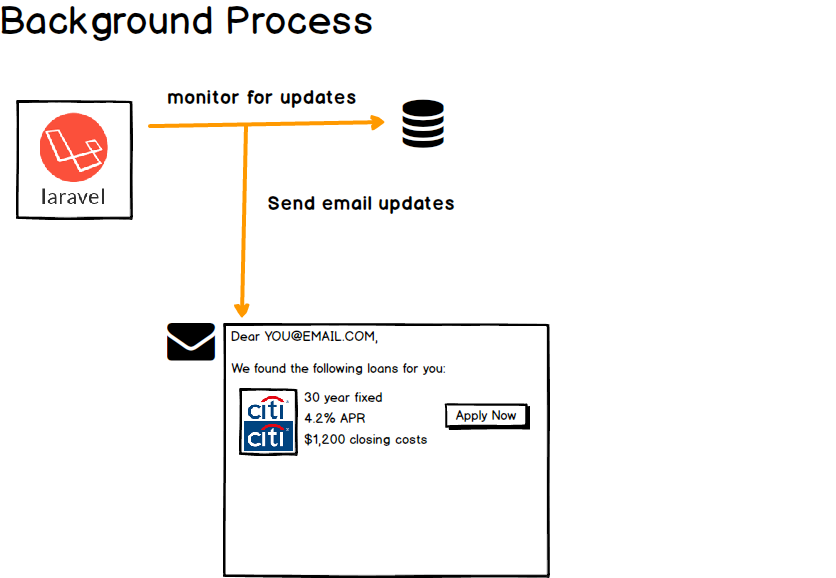 Background Process
monitor for updates
laravel
Send email updates
Dear YOU@EMAIL.COM,
We found the following loans for you:
citi
citi
30 year fixed
4.2% APR
$1,200 closing costs
Apply Now